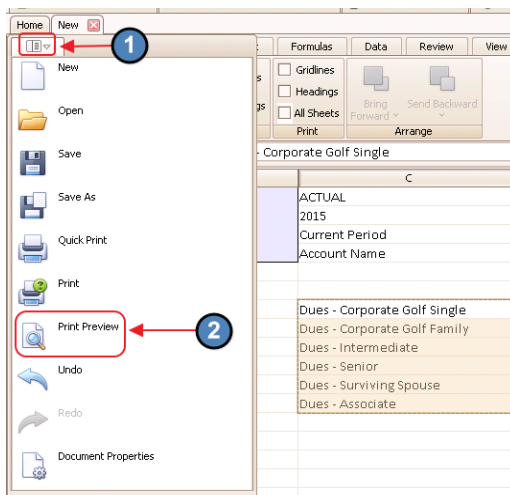 Home New
1
Formulas Data Review View
New
Gridlines
Headings
gs
All Sheets
Bring Forward
Send Backward
Print
Arrange
Open
- Corporate Golf Single
Save
C
Save As
ACTUAL
2015
Quick Print
Current Period
Account Name
Print
Dues - Corporate Golf Single
Print Preview
2
Dues - Corporate Golf Family
Dues - Intermediate
Undo
Dues - Senior
Dues - Surviving Spouse
Redo
Dues - Associate
Document Properties